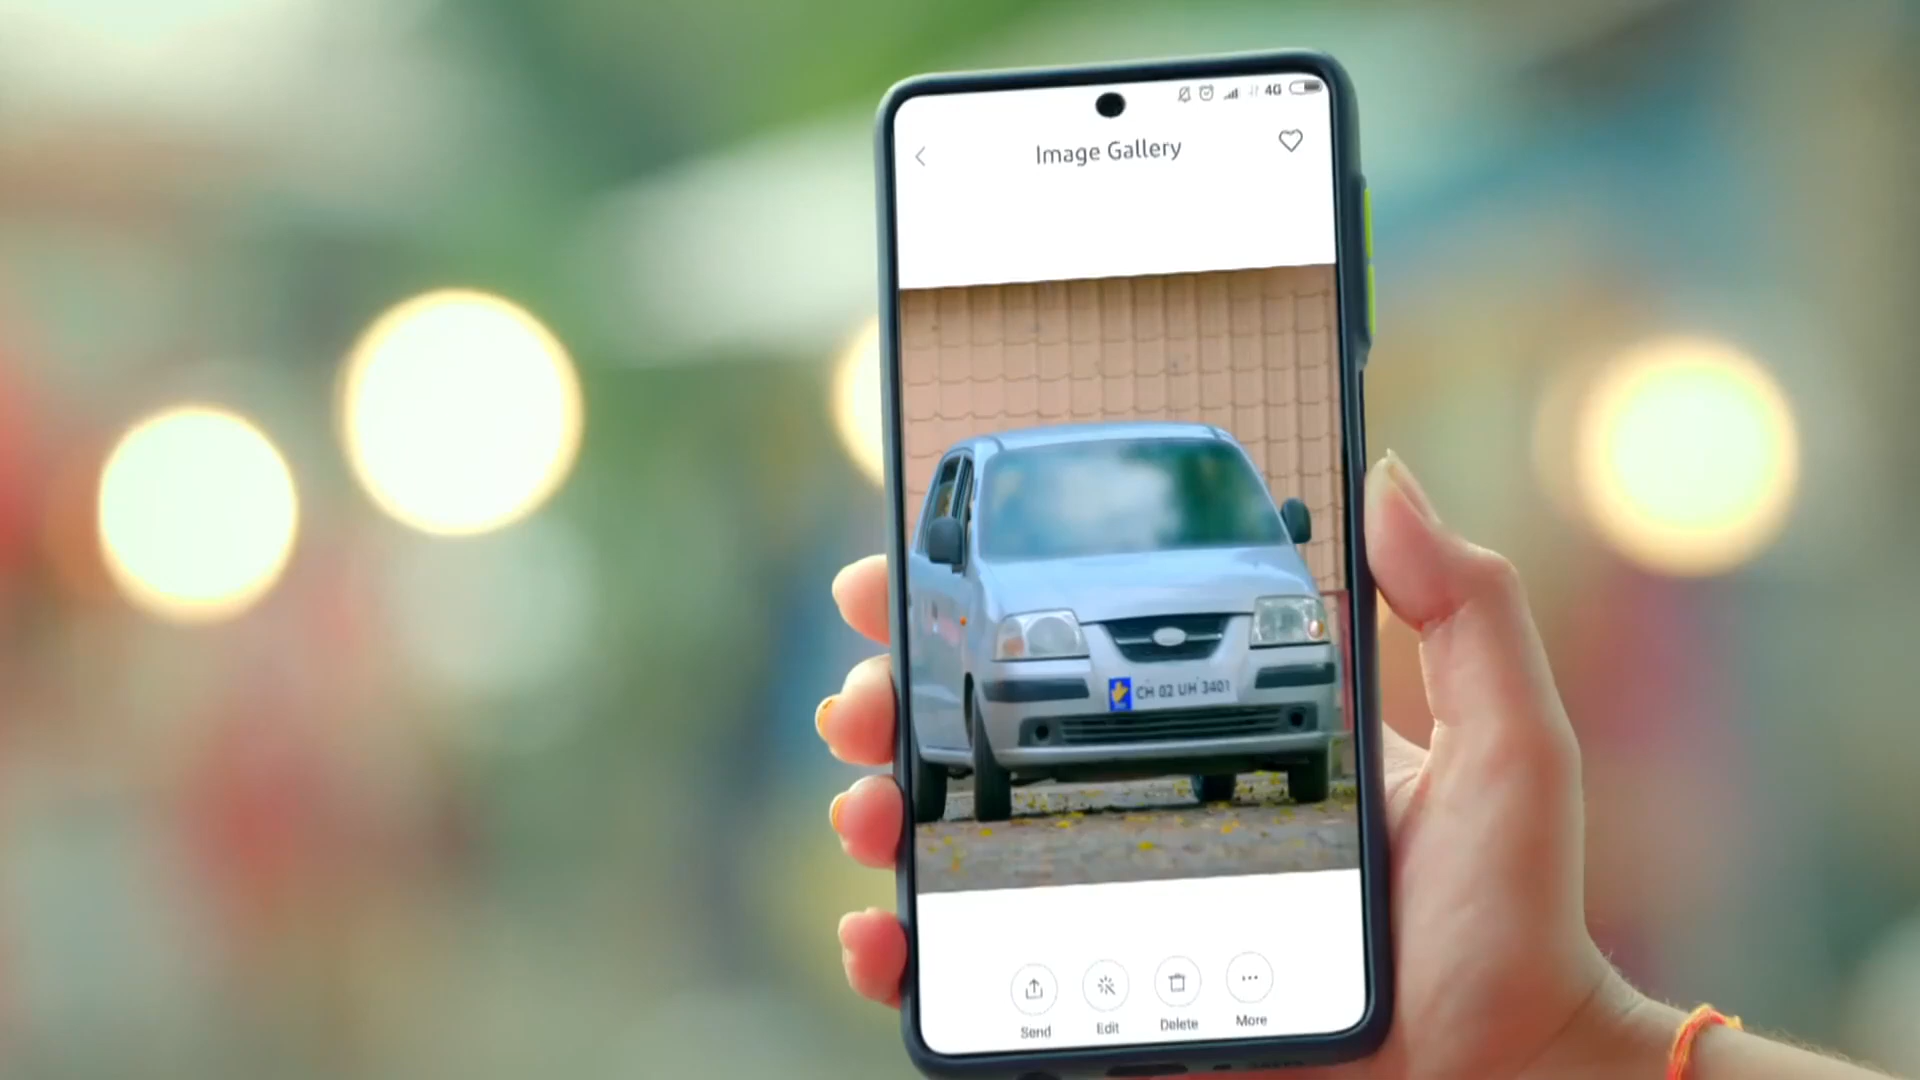 4G
Image Gallery
CH 02 UH 3401
Send
Edit
Delete
More